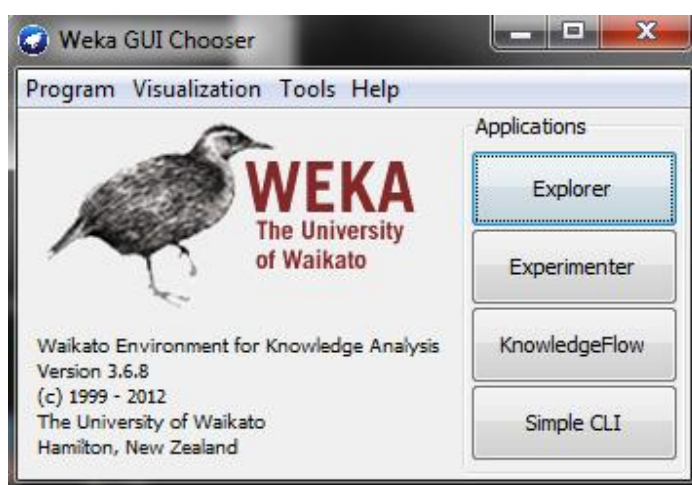 Weka GUI Chooser
Program Visualization Tools Help
WEKA
The University
of Waikato
Waikato Environment for Knowledge Analysis
Version 3.6.8
(c) 1999 - 2012
The University of Waikato
Hamilton, New Zealand
Applications
Explorer
Experimenter
KnowledgeFlow
Simple CLI